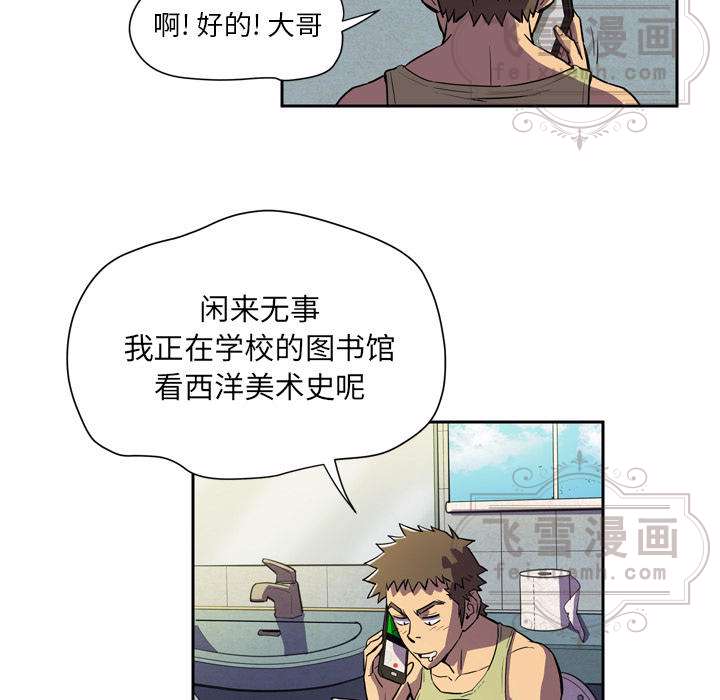 啊! 好的! 大哥
飞雪漫画
feixuemh.com
闲来无事
我正在学校的图书馆
看西洋美术史呢
飞雪漫画
feixuemh.com